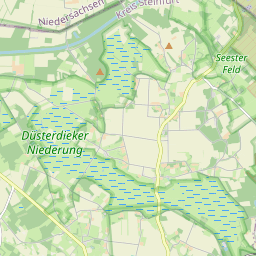 Niedersachsen
Kreis Steinfurt
Seester
Feld
Düsterdieker
Niederung